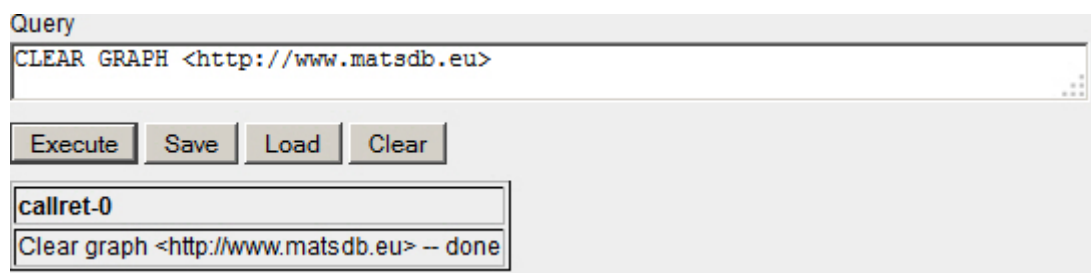 Query
CLEAR GRAPH <http://www.matsdb.eu>
Execute Save Load Clear
callret-0
Clear graph <http://www.matsdb.eu> -- done